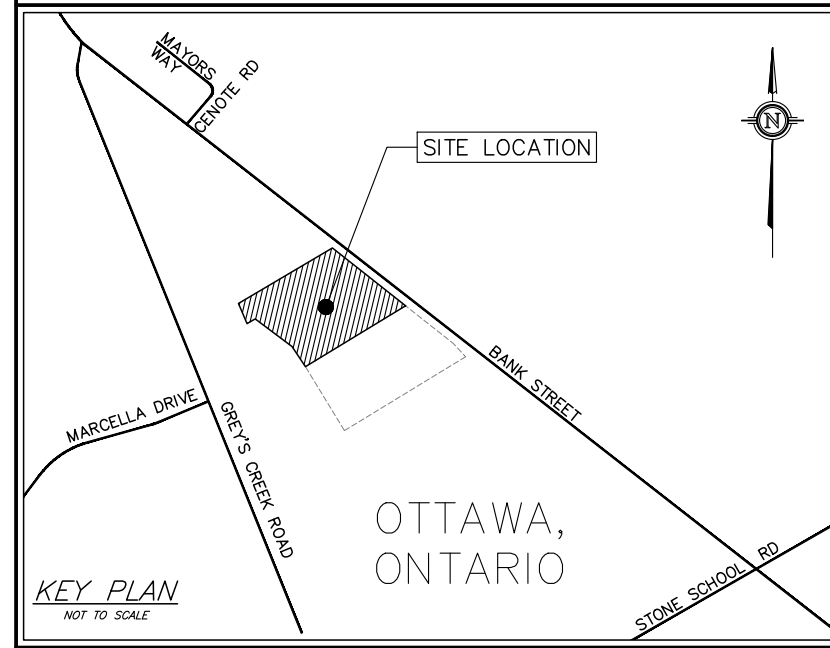 MAYORS
WAY
CENOTE RD
N
SITE LOCATION
BANK STREET
MARCELLA DRIVE
GREY'S CREEK ROAD
OTTAWA,
ONTARIO
STONE SCHOOL RD
KEY PLAN
NOT TO SCALE